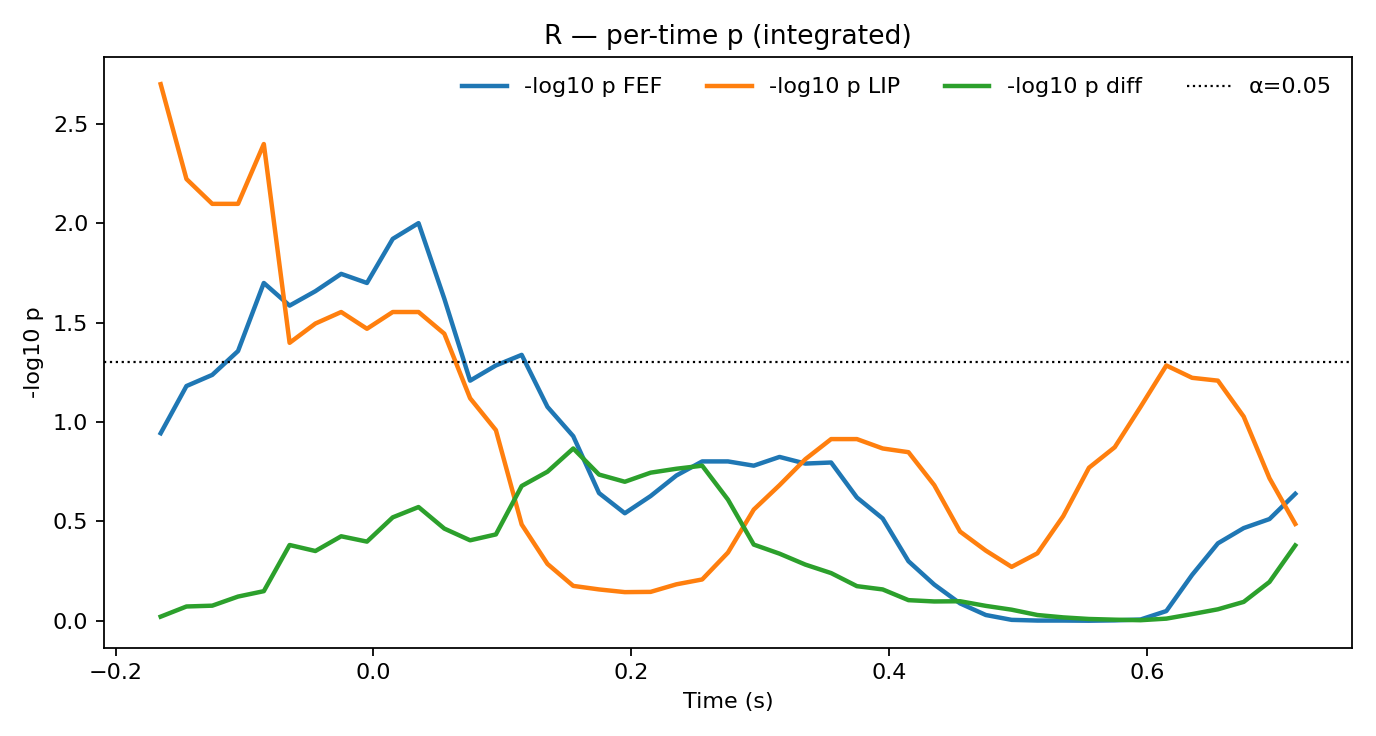 R — per-time p (integrated)
-log10 p FEF
-log10 p LIP
-log10 p diff
α=0.05
-log10 p
2.5
2.0
1.5
1.0
0.5
0.0
−0.2
0.0
0.2
0.4
0.6
Time (s)